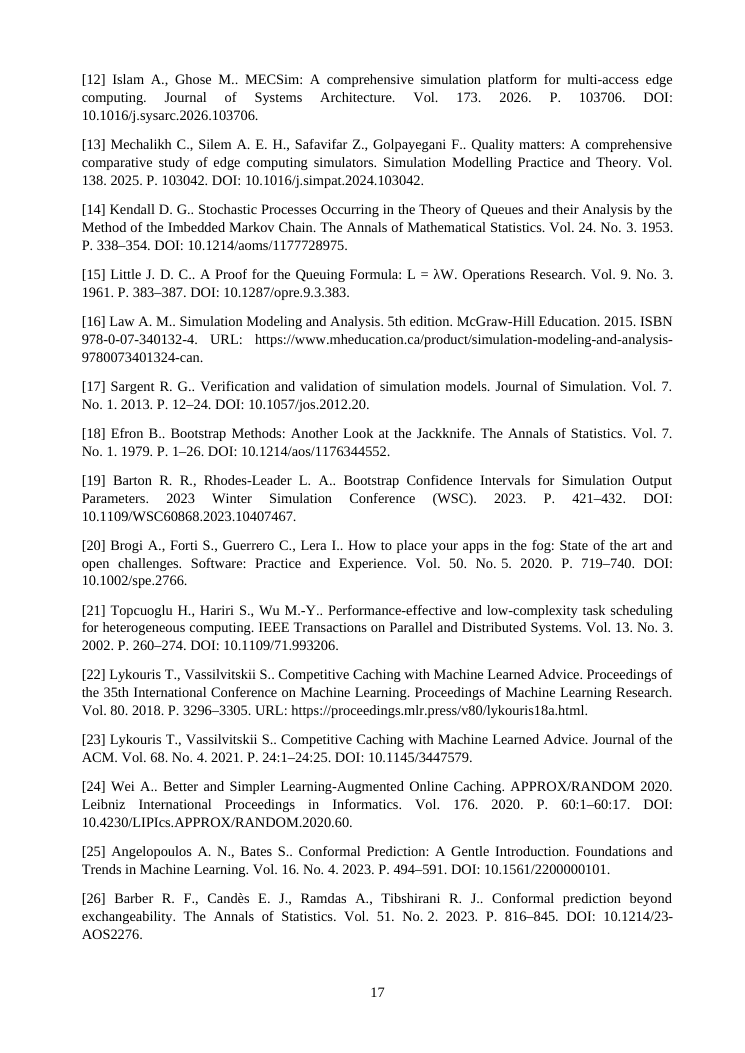 [12] Islam A., Ghose M.. MECSim: A comprehensive simulation platform for multi-access edge
computing. Journal of Systems Architecture. Vol. 173. 2026. P. 103706. DOI:
10.1016/j.sysarc.2026.103706.
[13] Mechalikh C., Silem A. E. H., Safavifar Z., Golpayegani F.. Quality matters: A comprehensive
comparative study of edge computing simulators. Simulation Modelling Practice and Theory. Vol.
138. 2025. P. 103042. DOI: 10.1016/j.simpat.2024.103042.
[14] Kendall D. G.. Stochastic Processes Occurring in the Theory of Queues and their Analysis by the
Method of the Imbedded Markov Chain. The Annals of Mathematical Statistics. Vol. 24. No. 3. 1953.
P. 338–354. DOI: 10.1214/aoms/1177728975.
[15] Little J. D. C.. A Proof for the Queuing Formula: L = λW. Operations Research. Vol. 9. No. 3.
1961. P. 383–387. DOI: 10.1287/opre.9.3.383.
[16] Law A. M.. Simulation Modeling and Analysis. 5th edition. McGraw-Hill Education. 2015. ISBN
978-0-07-340132-4. URL: https://www.mheducation.ca/product/simulation-modeling-and-analysis-
9780073401324-can.
[17] Sargent R. G.. Verification and validation of simulation models. Journal of Simulation. Vol. 7.
No. 1. 2013. P. 12–24. DOI: 10.1057/jos.2012.20.
[18] Efron B.. Bootstrap Methods: Another Look at the Jackknife. The Annals of Statistics. Vol. 7.
No. 1. 1979. P. 1–26. DOI: 10.1214/aos/1176344552.
[19] Barton R. R., Rhodes-Leader L. A.. Bootstrap Confidence Intervals for Simulation Output
Parameters. 2023 Winter Simulation Conference (WSC). 2023. P. 421–432. DOI:
10.1109/WSC60868.2023.10407467.
[20] Brogi A., Forti S., Guerrero C., Lera I.. How to place your apps in the fog: State of the art and
open challenges. Software: Practice and Experience. Vol. 50. No. 5. 2020. P. 719–740. DOI:
10.1002/spe.2766.
[21] Topcuoglu H., Hariri S., Wu M.-Y.. Performance-effective and low-complexity task scheduling
for heterogeneous computing. IEEE Transactions on Parallel and Distributed Systems. Vol. 13. No. 3.
2002. P. 260–274. DOI: 10.1109/71.993206.
[22] Lykouris T., Vassilvitskii S.. Competitive Caching with Machine Learned Advice. Proceedings of
the 35th International Conference on Machine Learning. Proceedings of Machine Learning Research.
Vol. 80. 2018. P. 3296–3305. URL: https://proceedings.mlr.press/v80/lykouris18a.html.
[23] Lykouris T., Vassilvitskii S.. Competitive Caching with Machine Learned Advice. Journal of the
ACM. Vol. 68. No. 4. 2021. P. 24:1–24:25. DOI: 10.1145/3447579.
[24] Wei A.. Better and Simpler Learning-Augmented Online Caching. APPROX/RANDOM 2020.
Leibniz International Proceedings in Informatics. Vol. 176. 2020. P. 60:1–60:17. DOI:
10.4230/LIPIcs.APPROX/RANDOM.2020.60.
[25] Angelopoulos A. N., Bates S.. Conformal Prediction: A Gentle Introduction. Foundations and
Trends in Machine Learning. Vol. 16. No. 4. 2023. P. 494–591. DOI: 10.1561/2200000101.
[26] Barber R. F., Candès E. J., Ramdas A., Tibshirani R. J.. Conformal prediction beyond
exchangeability. The Annals of Statistics. Vol. 51. No. 2. 2023. P. 816–845. DOI: 10.1214/23-
AOS2276.
17